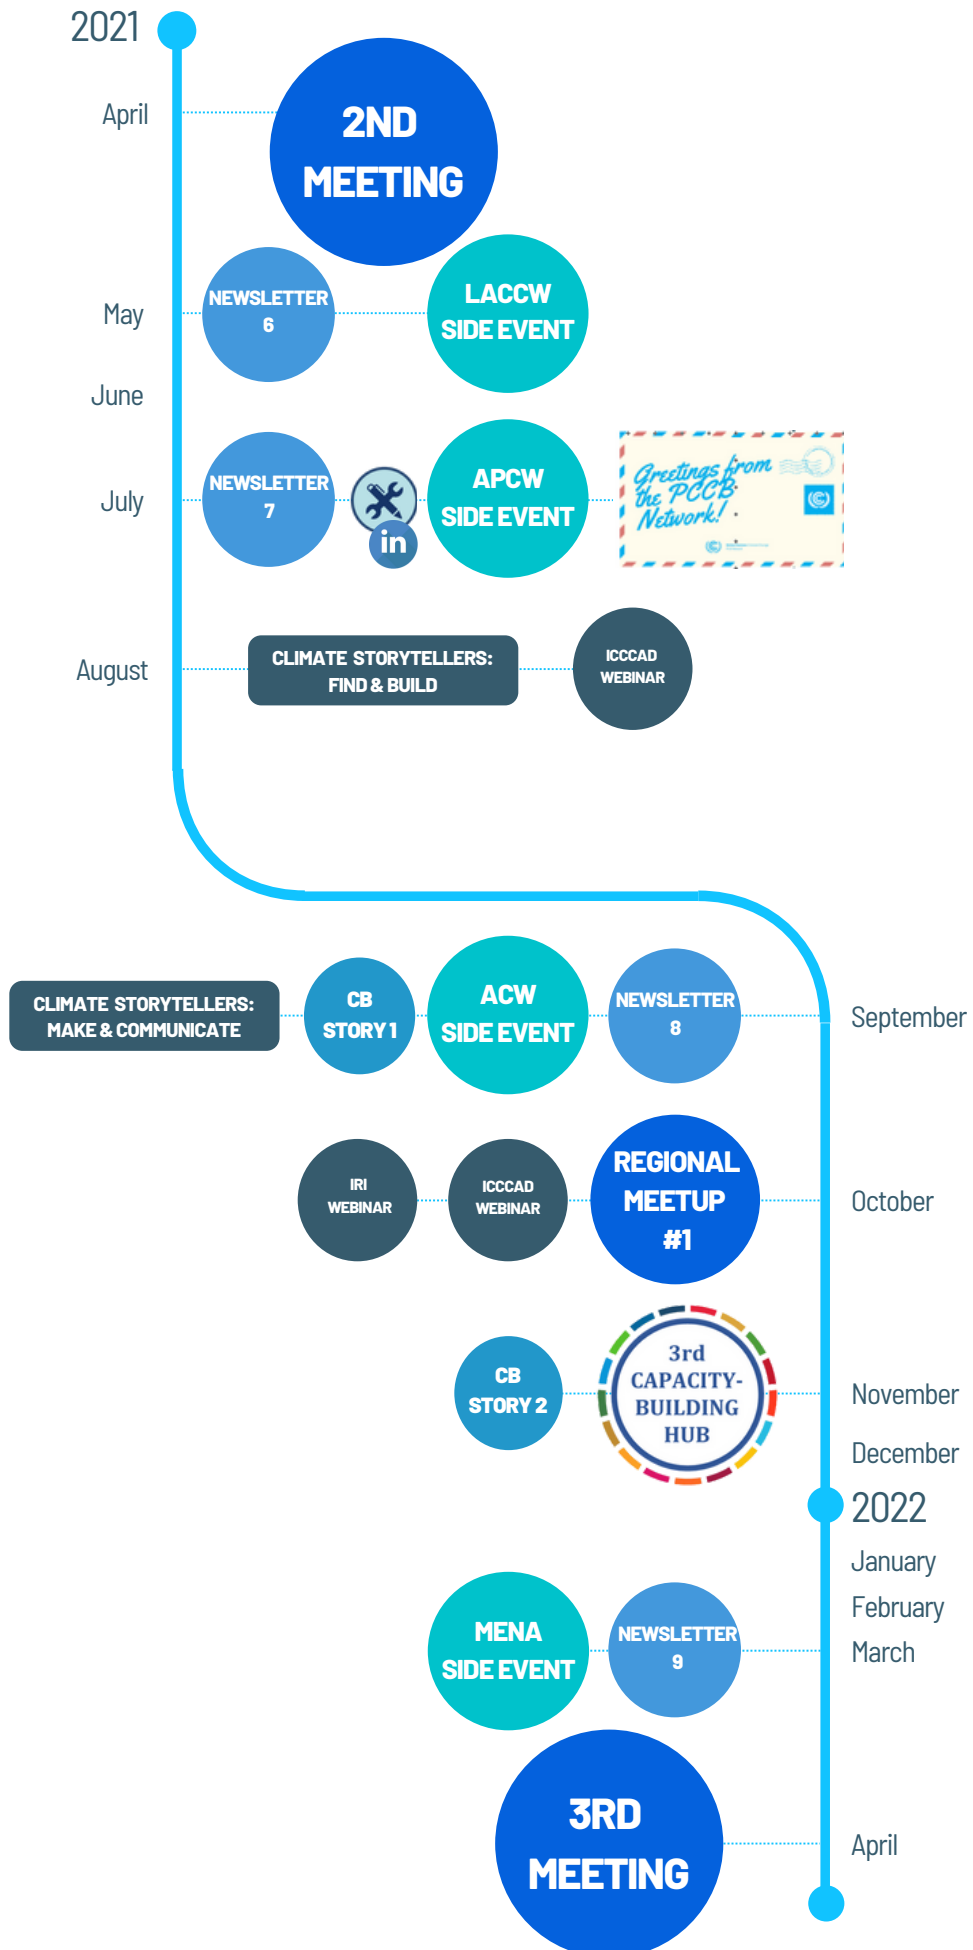 2021
April
2ND
MEETING
May
NEWSLETTER
6
LACCW
SIDE EVENT
June
July
NEWSLETTER
7
in
APCW
SIDE EVENT
Greetings from
the PCCB
Network!
August
CLIMATE STORYTELLERS:
FIND & BUILD
ICCCAD
WEBINAR
CLIMATE STORYTELLERS:
MAKE & COMMUNICATE
CB
STORY 1
ACW
SIDE EVENT
NEWSLETTER
8
September
IRI
WEBINAR
ICCCAD
WEBINAR
REGIONAL
MEETUP
#1
October
CB
STORY 2
3rd
CAPACITY-
BUILDING
HUB
November
December
2022
January
February
March
MENA
SIDE EVENT
NEWSLETTER
9
3RD
MEETING
April